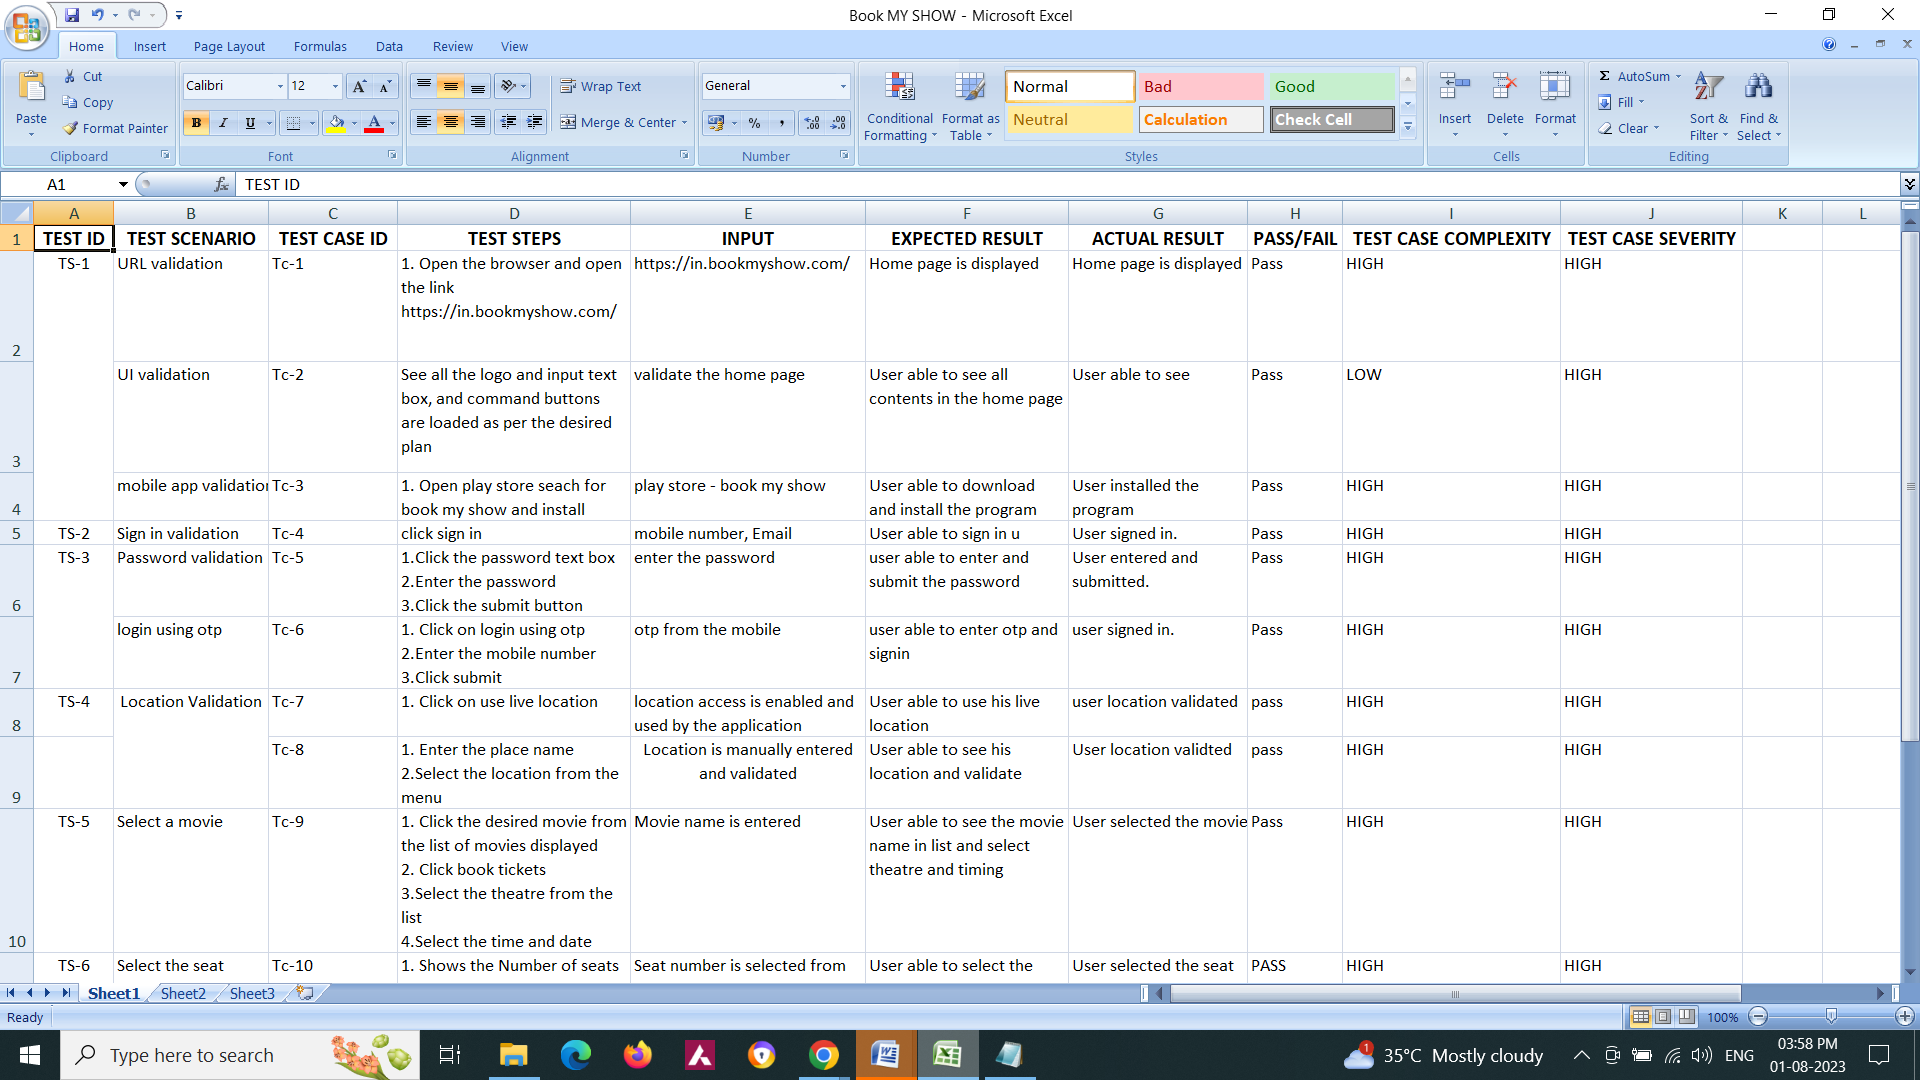 Book MY SHOW - Microsoft Excel
Home Insert Page Layout Formulas Data Review View
Paste
Cut
Copy
Format Painter
Clipboard
Calibri 12
B I U
A A
Font
Wrap Text
Merge & Center
Alignment
General
% ,
Number
Conditional Formatting
Format as Table
Normal Bad Good
Neutral Calculation Check Cell
Styles
Insert Delete Format
Cells
Σ AutoSum
Fill
Clear
Sort & Filter
Find & Select
Editing
A1 fx TEST ID
A B C D E F G H I J K L
1 TEST ID TEST SCENARIO TEST CASE ID TEST STEPS INPUT EXPECTED RESULT ACTUAL RESULT PASS/FAIL TEST CASE COMPLEXITY TEST CASE SEVERITY
TS-1 URL validation Tc-1 1. Open the browser and open https://in.bookmyshow.com/ Home page is displayed Home page is displayed Pass HIGH HIGH
the link
https://in.bookmyshow.com/
2
UI validation Tc-2 See all the logo and input text validate the home page User able to see all User able to see Pass LOW HIGH
box, and command buttons contents in the home page
are loaded as per the desired
plan
3
mobile app validation Tc-3 1. Open play store seach for play store - book my show User able to download User installed the Pass HIGH HIGH
4 book my show and install and install the program program
5 TS-2 Sign in validation Tc-4 click sign in mobile number, Email User able to sign in u User signed in. Pass HIGH HIGH
TS-3 Password validation Tc-5 1.Click the password text box enter the password user able to enter and User entered and Pass HIGH HIGH
2.Enter the password submit the password submitted.
6 3.Click the submit button
login using otp Tc-6 1. Click on login using otp otp from the mobile user able to enter otp and user signed in. Pass HIGH HIGH
2.Enter the mobile number signin
7 3.Click submit
TS-4 Location Validation Tc-7 1. Click on use live location location access is enabled and User able to use his live user location validated pass HIGH HIGH
8 used by the application location
Tc-8 1. Enter the place name Location is manually entered User able to see his User location validted pass HIGH HIGH
2.Select the location from the and validated location and validate
9 menu
TS-5 Select a movie Tc-9 1. Click the desired movie from Movie name is entered User able to see the movie User selected the movie Pass HIGH HIGH
the list of movies displayed name in list and select
2. Click book tickets theatre and timing
3.Select the theatre from the
list
10 4.Select the time and date
TS-6 Select the seat Tc-10 1. Shows the Number of seats Seat number is selected from User able to select the User selected the seat PASS HIGH HIGH
Sheet1 Sheet2 Sheet3
Ready 100%
Type here to search
1 35°C Mostly cloudy ENG 03:58 PM
01-08-2023